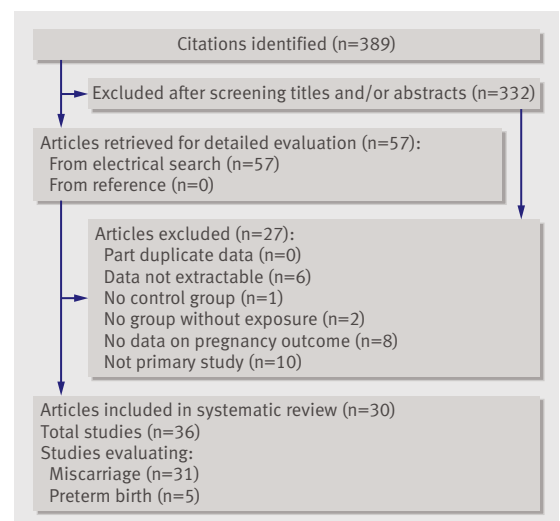 Citations identified (n=389)
Excluded after screening titles and/or abstracts (n=332)
Articles retrieved for detailed evaluation (n=57):
From electrical search (n=57)
From reference (n=0)
Articles excluded (n=27):
Part duplicate data (n=0)
Data not extractable (n=6)
No control group (n=1)
No group without exposure (n=2)
No data on pregnancy outcome (n=8)
Not primary study (n=10)
Articles included in systematic review (n=30)
Total studies (n=36)
Studies evaluating:
Miscarriage (n=31)
Preterm birth (n=5)